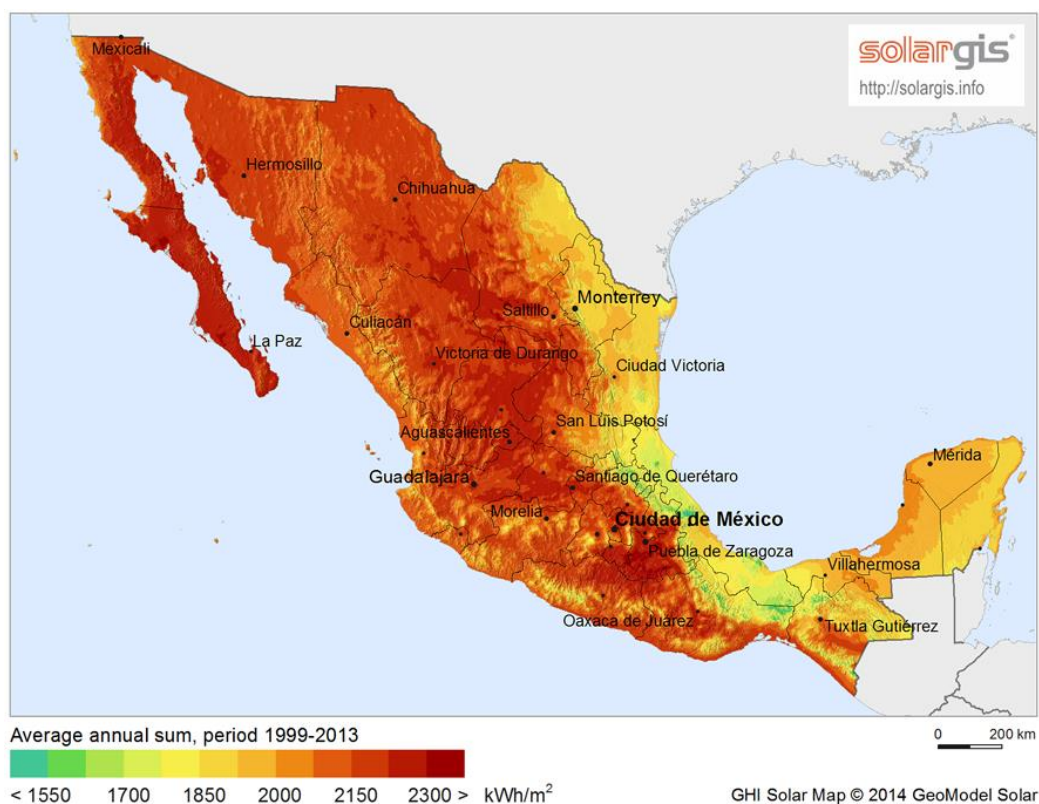 solargis
http://solargis.info
Mexicali
Hermosillo
Chihuahua
Monterrey
Saltillo
Culiacán
La Paz
Victoria de Durango
Ciudad Victoria
San Luis Potosí
Aguascalientes
Mérida
Guadalajara
Santiago de Querétaro
Morelia
Ciudad de México
Puebla de Zaragoza
Villahermosa
Oaxaca de Juárez
Tuxtla Gutiérrez
Average annual sum, period 1999-2013
0 200 km
< 1550 1700 1850 2000 2150 2300 > kWh/m²
GHI Solar Map © 2014 GeoModel Solar